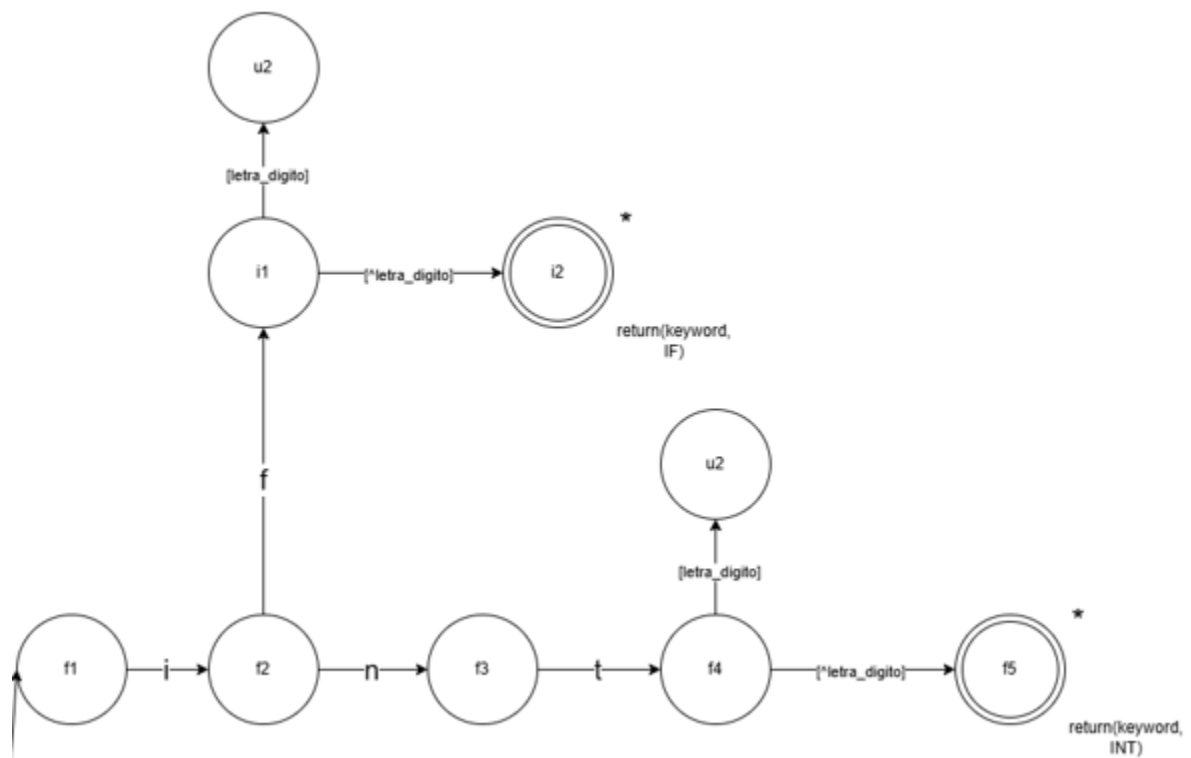 u2
[letra_digito]
*
i1
[^letra_digito]
i2
return(keyword,
IF)
f
u2
[letra_digito]
*
f1
i
f2
n
f3
t
f4
[^letra_digito]
f5
return(keyword,
INT)